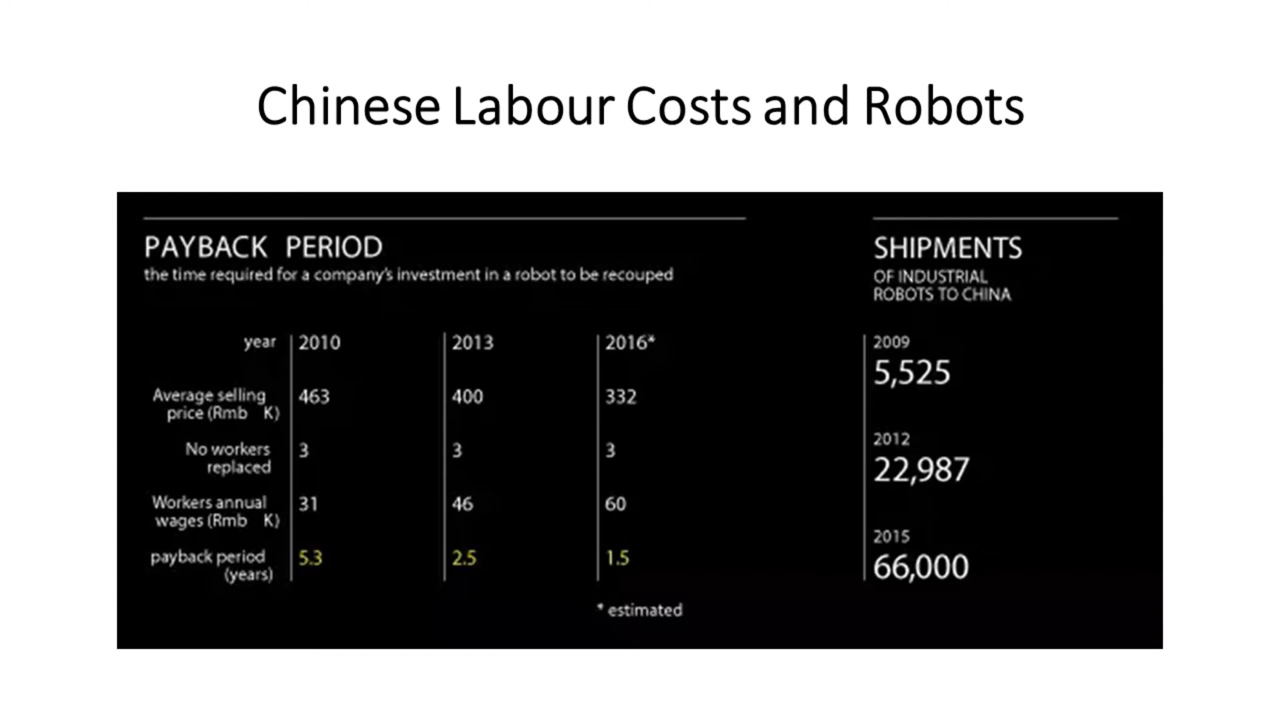 Chinese Labour Costs and Robots
PAYBACK PERIOD
the time required for a company's investment in a robot to be recouped
year 2010 2013 2016*
Average selling
price (Rmb K) 463 400 332
No workers
replaced 3 3 3
Workers annual
wages (Rmb K) 31 46 60
payback period
(years) 5.3 2.5 1.5
* estimated
SHIPMENTS
OF INDUSTRIAL
ROBOTS TO CHINA
2009
5,525
2012
22,987
2015
66,000